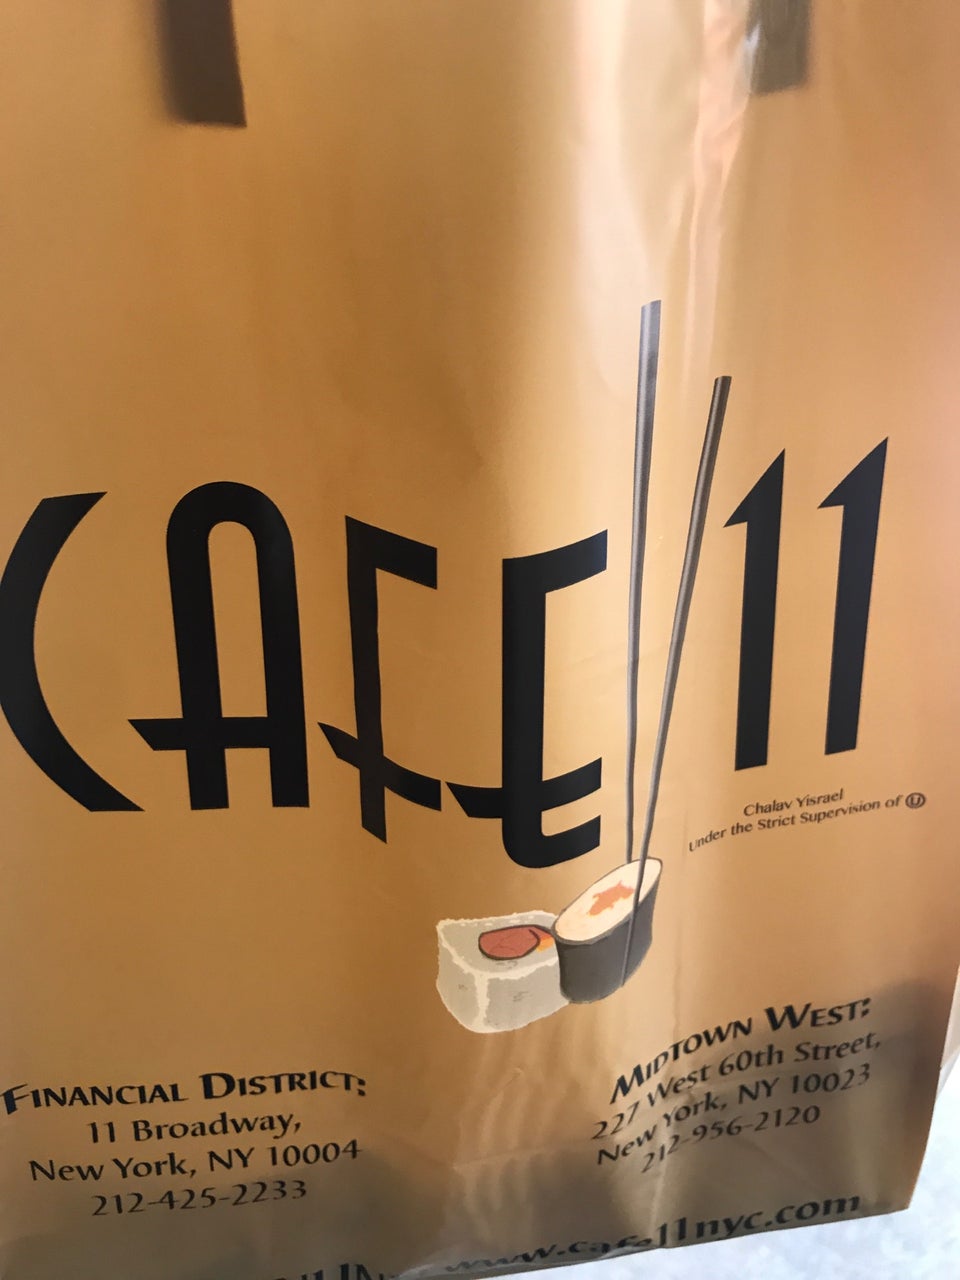 CAFE 11
Chalav Yisrael
Under the Strict Supervision of Ⓤ
FINANCIAL DISTRICT:
11 Broadway,
New York, NY 10004
212-425-2233
MIDTOWN WEST:
227 West 60th Street,
New York, NY 10023
212-956-2120
www.cafe11nyc.com